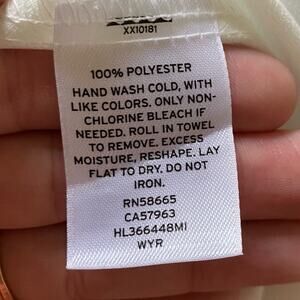 XX10181
100% POLYESTER
HAND WASH COLD, WITH
LIKE COLORS. ONLY NON-
CHLORINE BLEACH IF
NEEDED. ROLL IN TOWEL
TO REMOVE. EXCESS
MOISTURE, RESHAPE. LAY
FLAT TO DRY. DO NOT
IRON.
RN58665
CA57963
HL366448MI
WYR